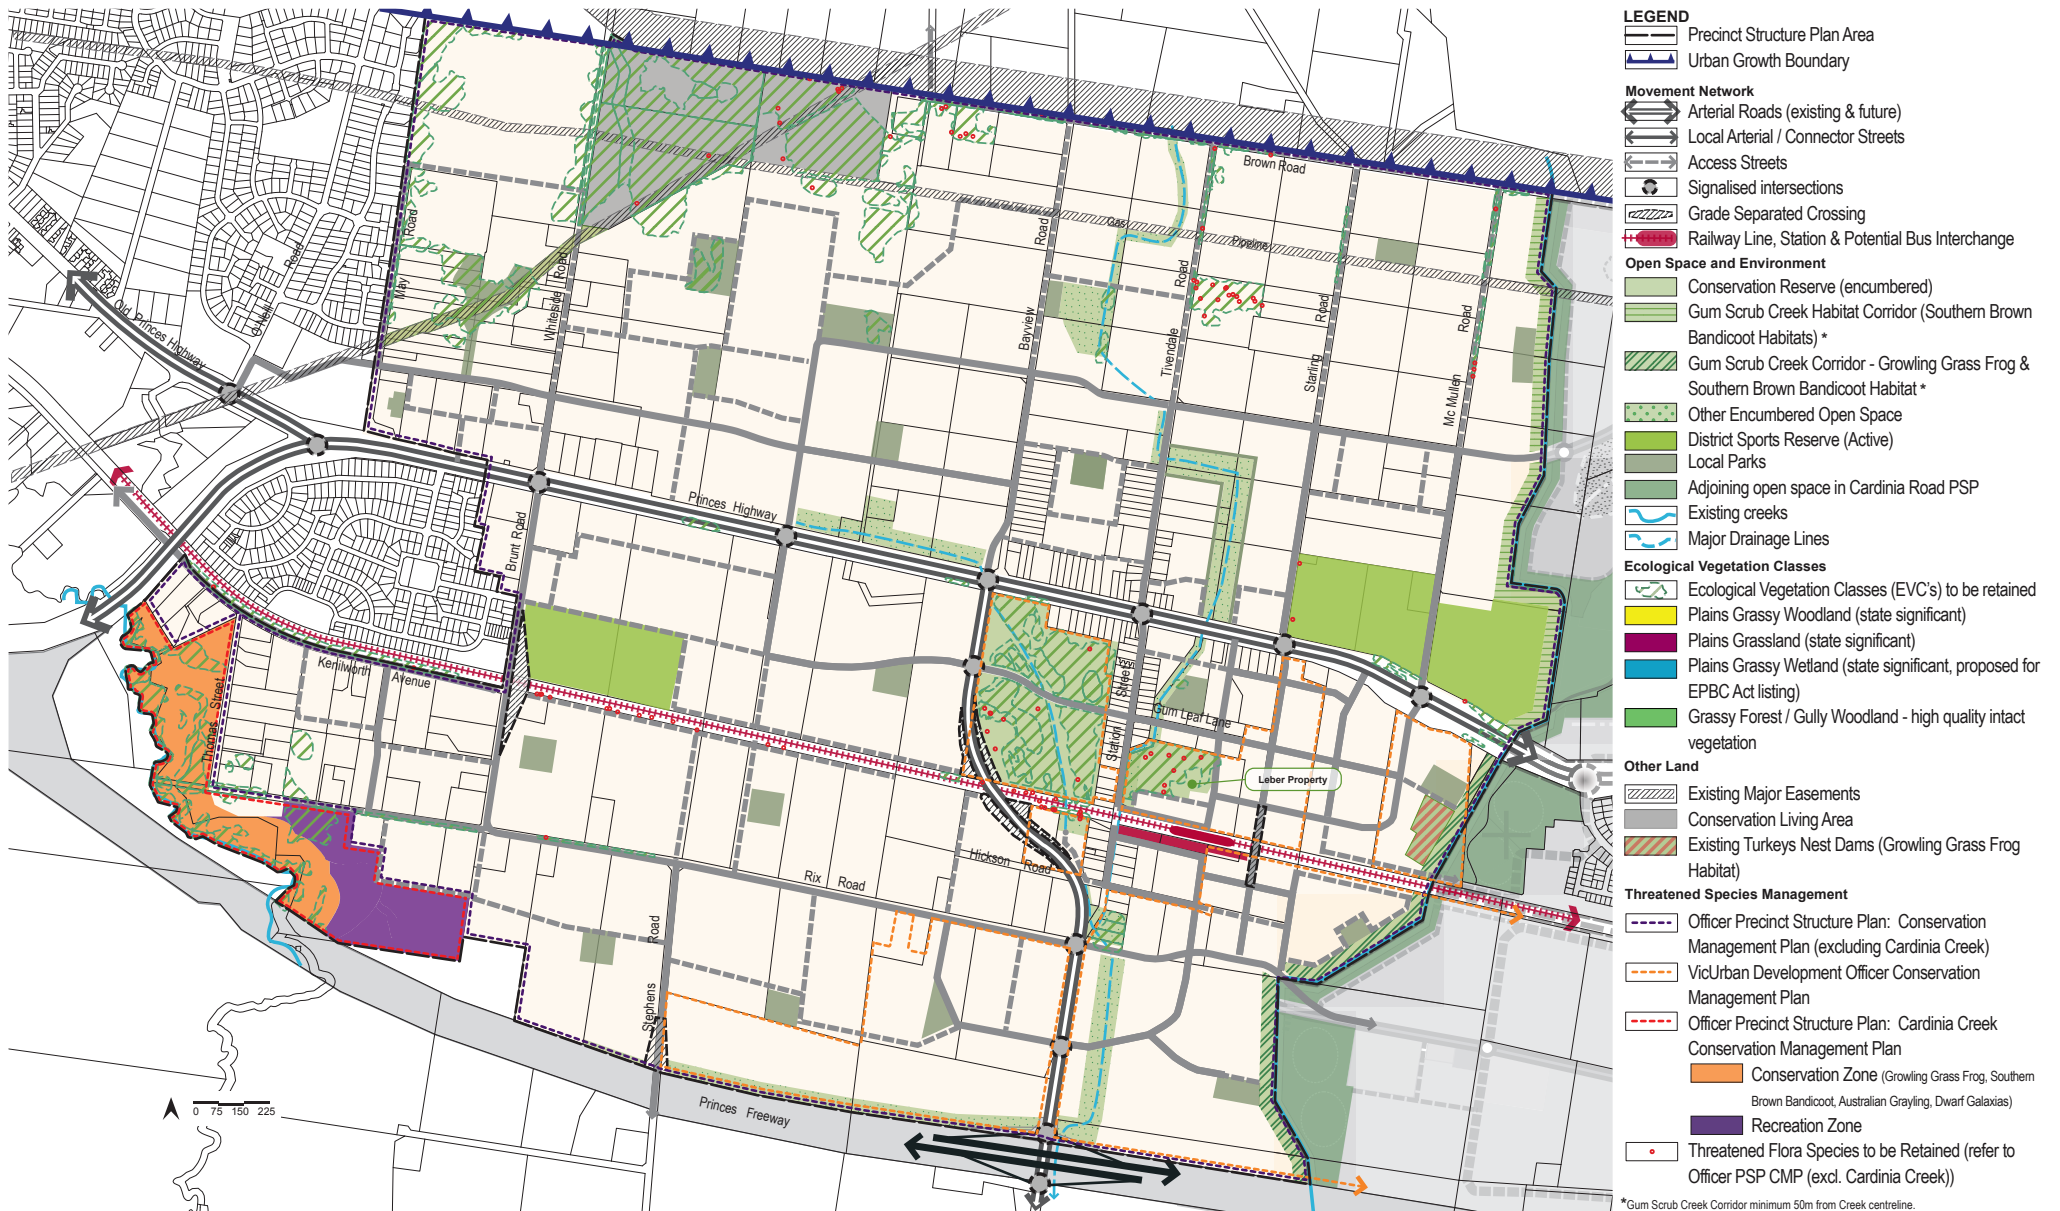 LEGEND
Precinct Structure Plan Area
Urban Growth Boundary
Movement Network
Arterial Roads (existing & future)
Local Arterial / Connector Streets
Access Streets
Signalised intersections
Grade Separated Crossing
Railway Line, Station & Potential Bus Interchange
Open Space and Environment
Conservation Reserve (encumbered)
Gum Scrub Creek Habitat Corridor (Southern Brown
Bandicoot Habitats) *
Gum Scrub Creek Corridor - Growling Grass Frog &
Southern Brown Bandicoot Habitat *
Other Encumbered Open Space
District Sports Reserve (Active)
Local Parks
Adjoining open space in Cardinia Road PSP
Existing creeks
Major Drainage Lines
Ecological Vegetation Classes
Ecological Vegetation Classes (EVC's) to be retained
Plains Grassy Woodland (state significant)
Plains Grassland (state significant)
Plains Grassy Wetland (state significant, proposed for
EPBC Act listing)
Grassy Forest / Gully Woodland - high quality intact
vegetation
Other Land
Existing Major Easements
Conservation Living Area
Existing Turkeys Nest Dams (Growling Grass Frog
Habitat)
Threatened Species Management
Officer Precinct Structure Plan: Conservation
Management Plan (excluding Cardinia Creek)
VicUrban Development Officer Conservation
Management Plan
Officer Precinct Structure Plan: Cardinia Creek
Conservation Management Plan
Conservation Zone (Growling Grass Frog, Southern
Brown Bandicoot, Australian Grayling, Dwarf Galaxias)
Recreation Zone
Threatened Flora Species to be Retained (refer to
Officer PSP CMP (excl. Cardinia Creek))
*Gum Scrub Creek Corridor minimum 50m from Creek centreline.
Brown Road
Gas
Pipeline
May
Road
O'Neil
Road
Whiteside
Road
Bayview
Road
Tivendale
Road
Starling
Road
Mc Mullen
Road
Old Princes Highway
Princes Highway
Brunt Road
Kenilworth Avenue
Thomas Street
Station Street
Gum Leaf Lane
Leber Property
Hickson Road
Rix Road
Stephens
Road
Princes Freeway
0 75 150 225